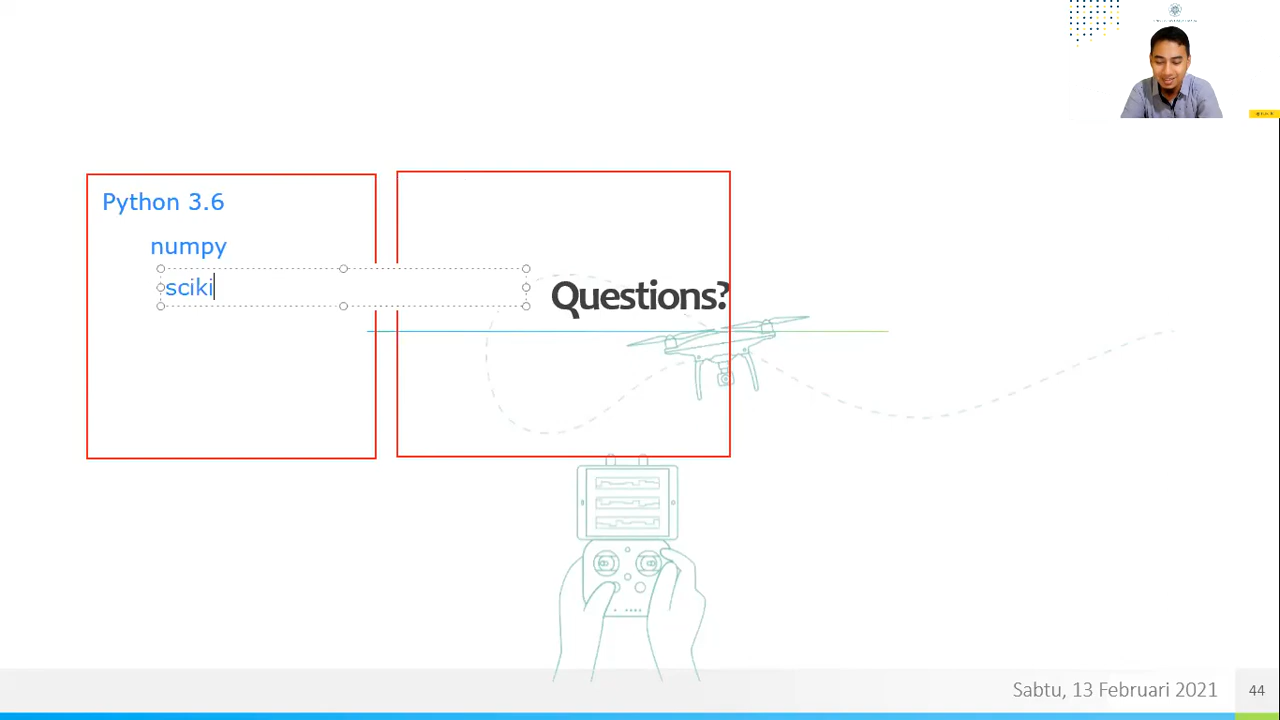 Python 3.6
numpy
sciki
Questions?
Sabtu, 13 Februari 2021
44